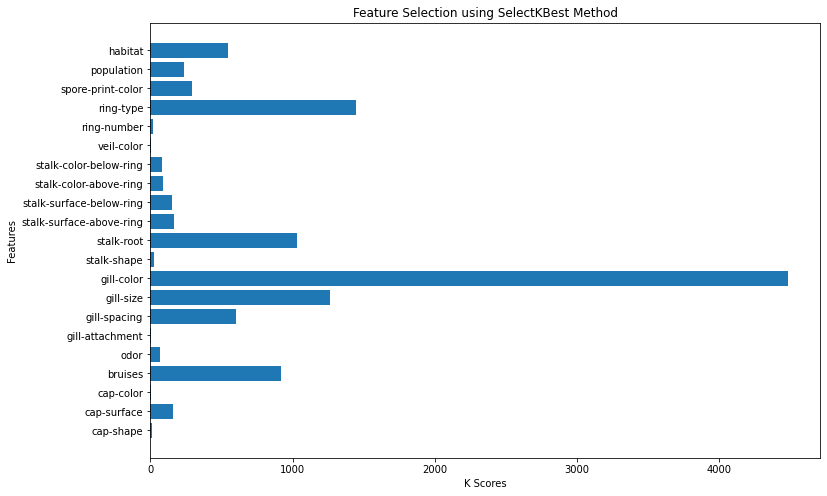 Feature Selection using SelectKBest Method
habitat
population
spore-print-color
ring-type
ring-number
veil-color
stalk-color-below-ring
stalk-color-above-ring
stalk-surface-below-ring
stalk-surface-above-ring
stalk-root
stalk-shape
gill-color
gill-size
gill-spacing
gill-attachment
odor
bruises
cap-color
cap-surface
cap-shape
Features
0 1000 2000 3000 4000
K Scores